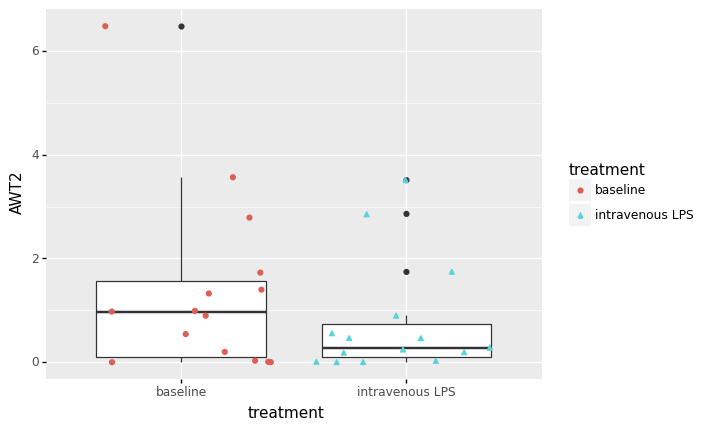 6
4
2
0
AWT2
baseline
intravenous LPS
treatment
treatment
baseline
intravenous LPS